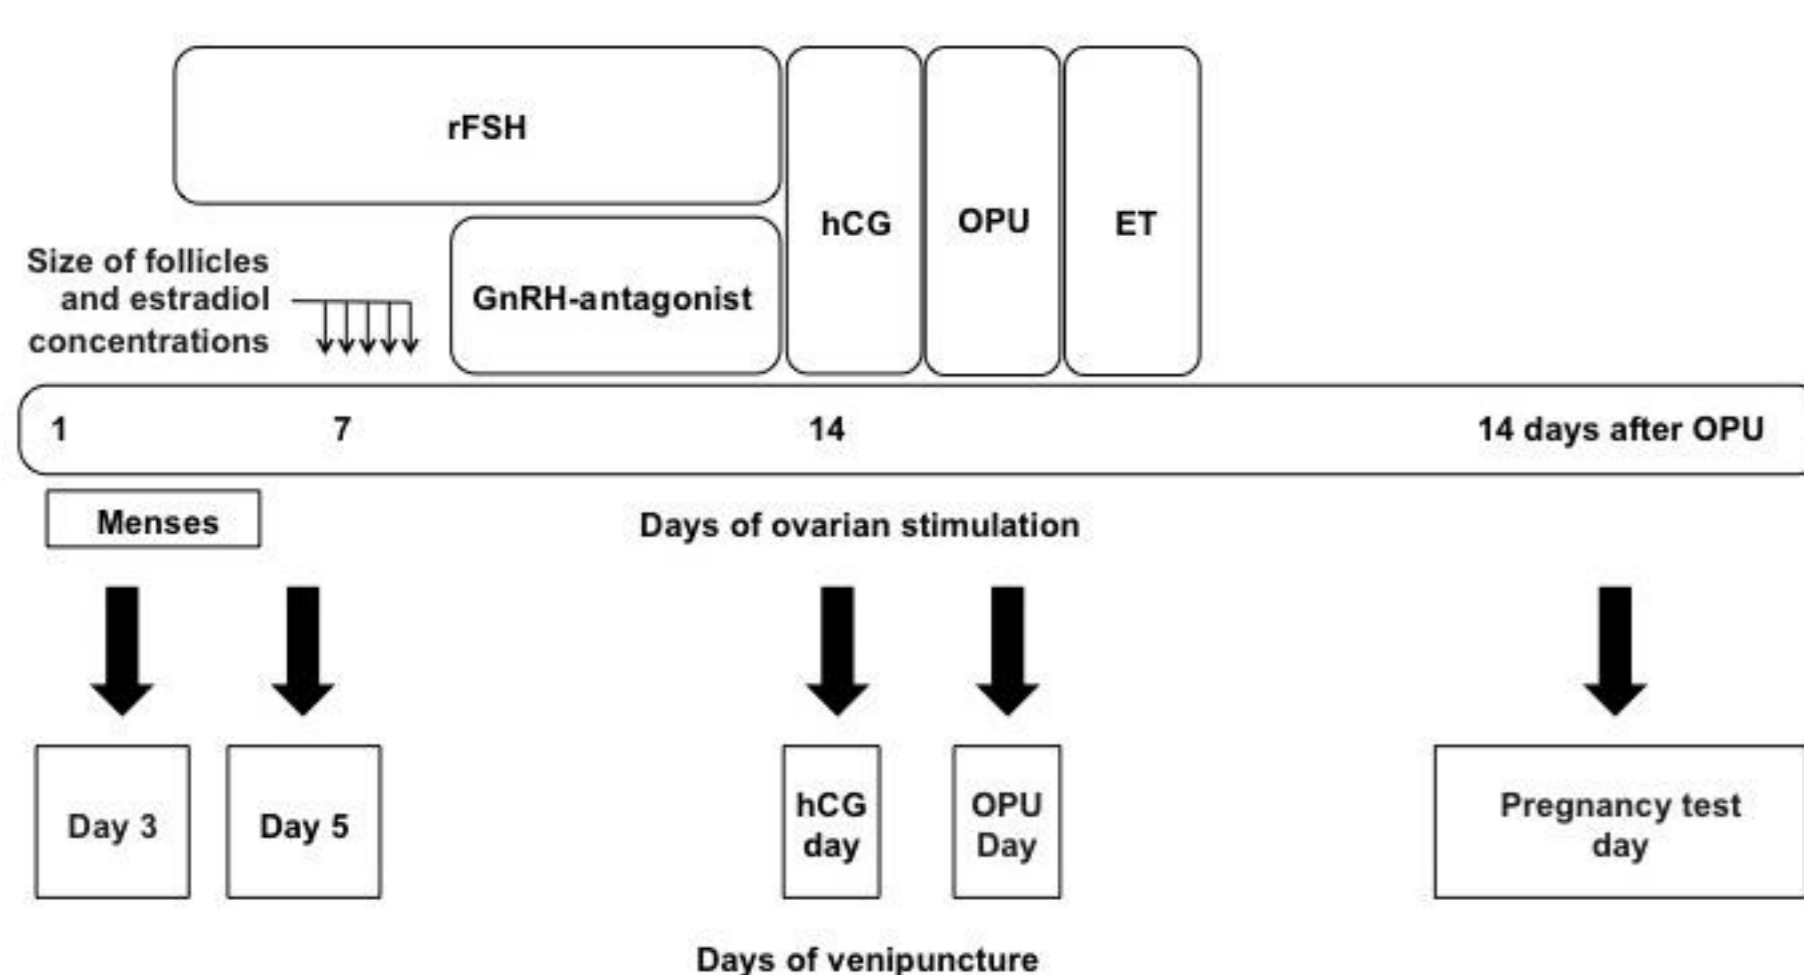 rFSH
hCG
OPU
ET
Size of follicles
and estradiol
concentrations
GnRH-antagonist
1
7
14
14 days after OPU
Menses
Days of ovarian stimulation
Day 3
Day 5
hCG
day
OPU
Day
Pregnancy test
day
Days of venipuncture